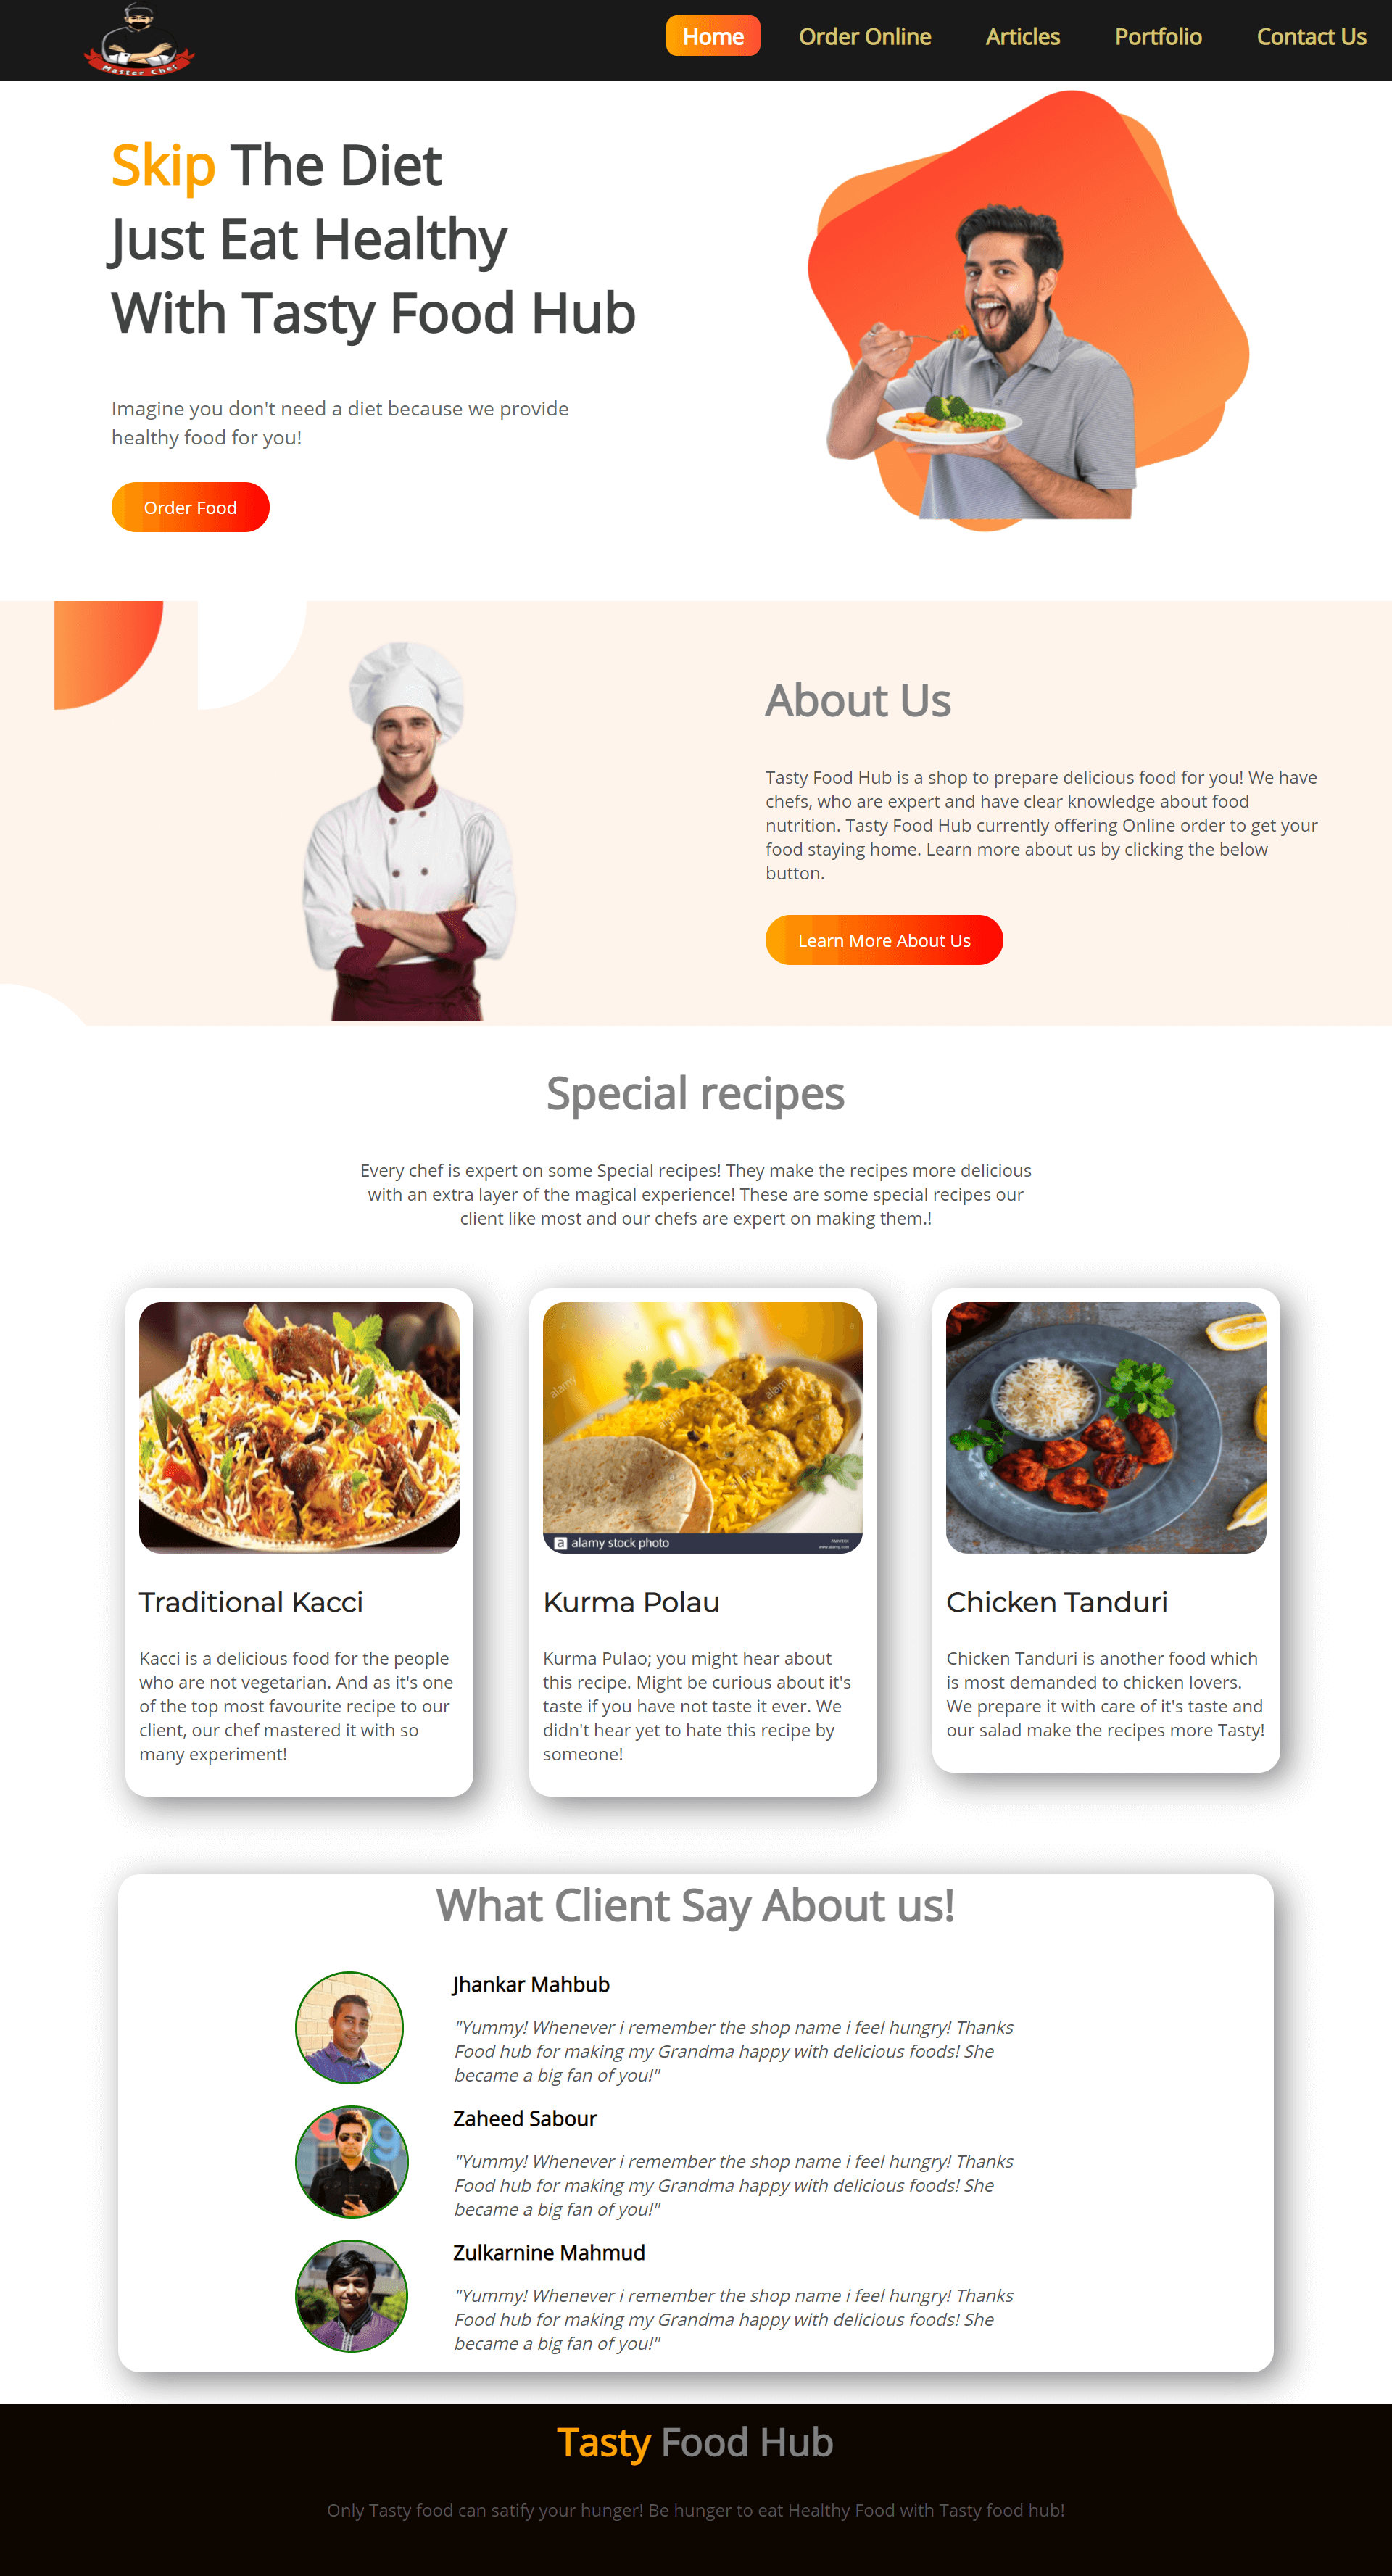 Master Chef
Home
Order Online
Articles
Portfolio
Contact Us
Skip The Diet
Just Eat Healthy
With Tasty Food Hub
Imagine you don't need a diet because we provide
healthy food for you!
Order Food
About Us
Tasty Food Hub is a shop to prepare delicious food for you! We have
chefs, who are expert and have clear knowledge about food
nutrition. Tasty Food Hub currently offering Online order to get your
food staying home. Learn more about us by clicking the below
button.
Learn More About Us
Special recipes
Every chef is expert on some Special recipes! They make the recipes more delicious
with an extra layer of the magical experience! These are some special recipes our
client like most and our chefs are expert on making them.!
alamy
alamy
alamy
a alamy stock photo
www.alamy.com
Traditional Kacci
Kacci is a delicious food for the people
who are not vegetarian. And as it's one
of the top most favourite recipe to our
client, our chef mastered it with so
many experiment!
Kurma Polau
Kurma Pulao; you might hear about
this recipe. Might be curious about it's
taste if you have not taste it ever. We
didn't hear yet to hate this recipe by
someone!
Chicken Tanduri
Chicken Tanduri is another food which
is most demanded to chicken lovers.
We prepare it with care of it's taste and
our salad make the recipes more Tasty!
What Client Say About us!
Jhankar Mahbub
"Yummy! Whenever i remember the shop name i feel hungry! Thanks
Food hub for making my Grandma happy with delicious foods! She
became a big fan of you!"
Zaheed Sabour
"Yummy! Whenever i remember the shop name i feel hungry! Thanks
Food hub for making my Grandma happy with delicious foods! She
became a big fan of you!"
Zulkarnine Mahmud
"Yummy! Whenever i remember the shop name i feel hungry! Thanks
Food hub for making my Grandma happy with delicious foods! She
became a big fan of you!"
Tasty Food Hub
Only Tasty food can satify your hunger! Be hunger to eat Healthy Food with Tasty food hub!